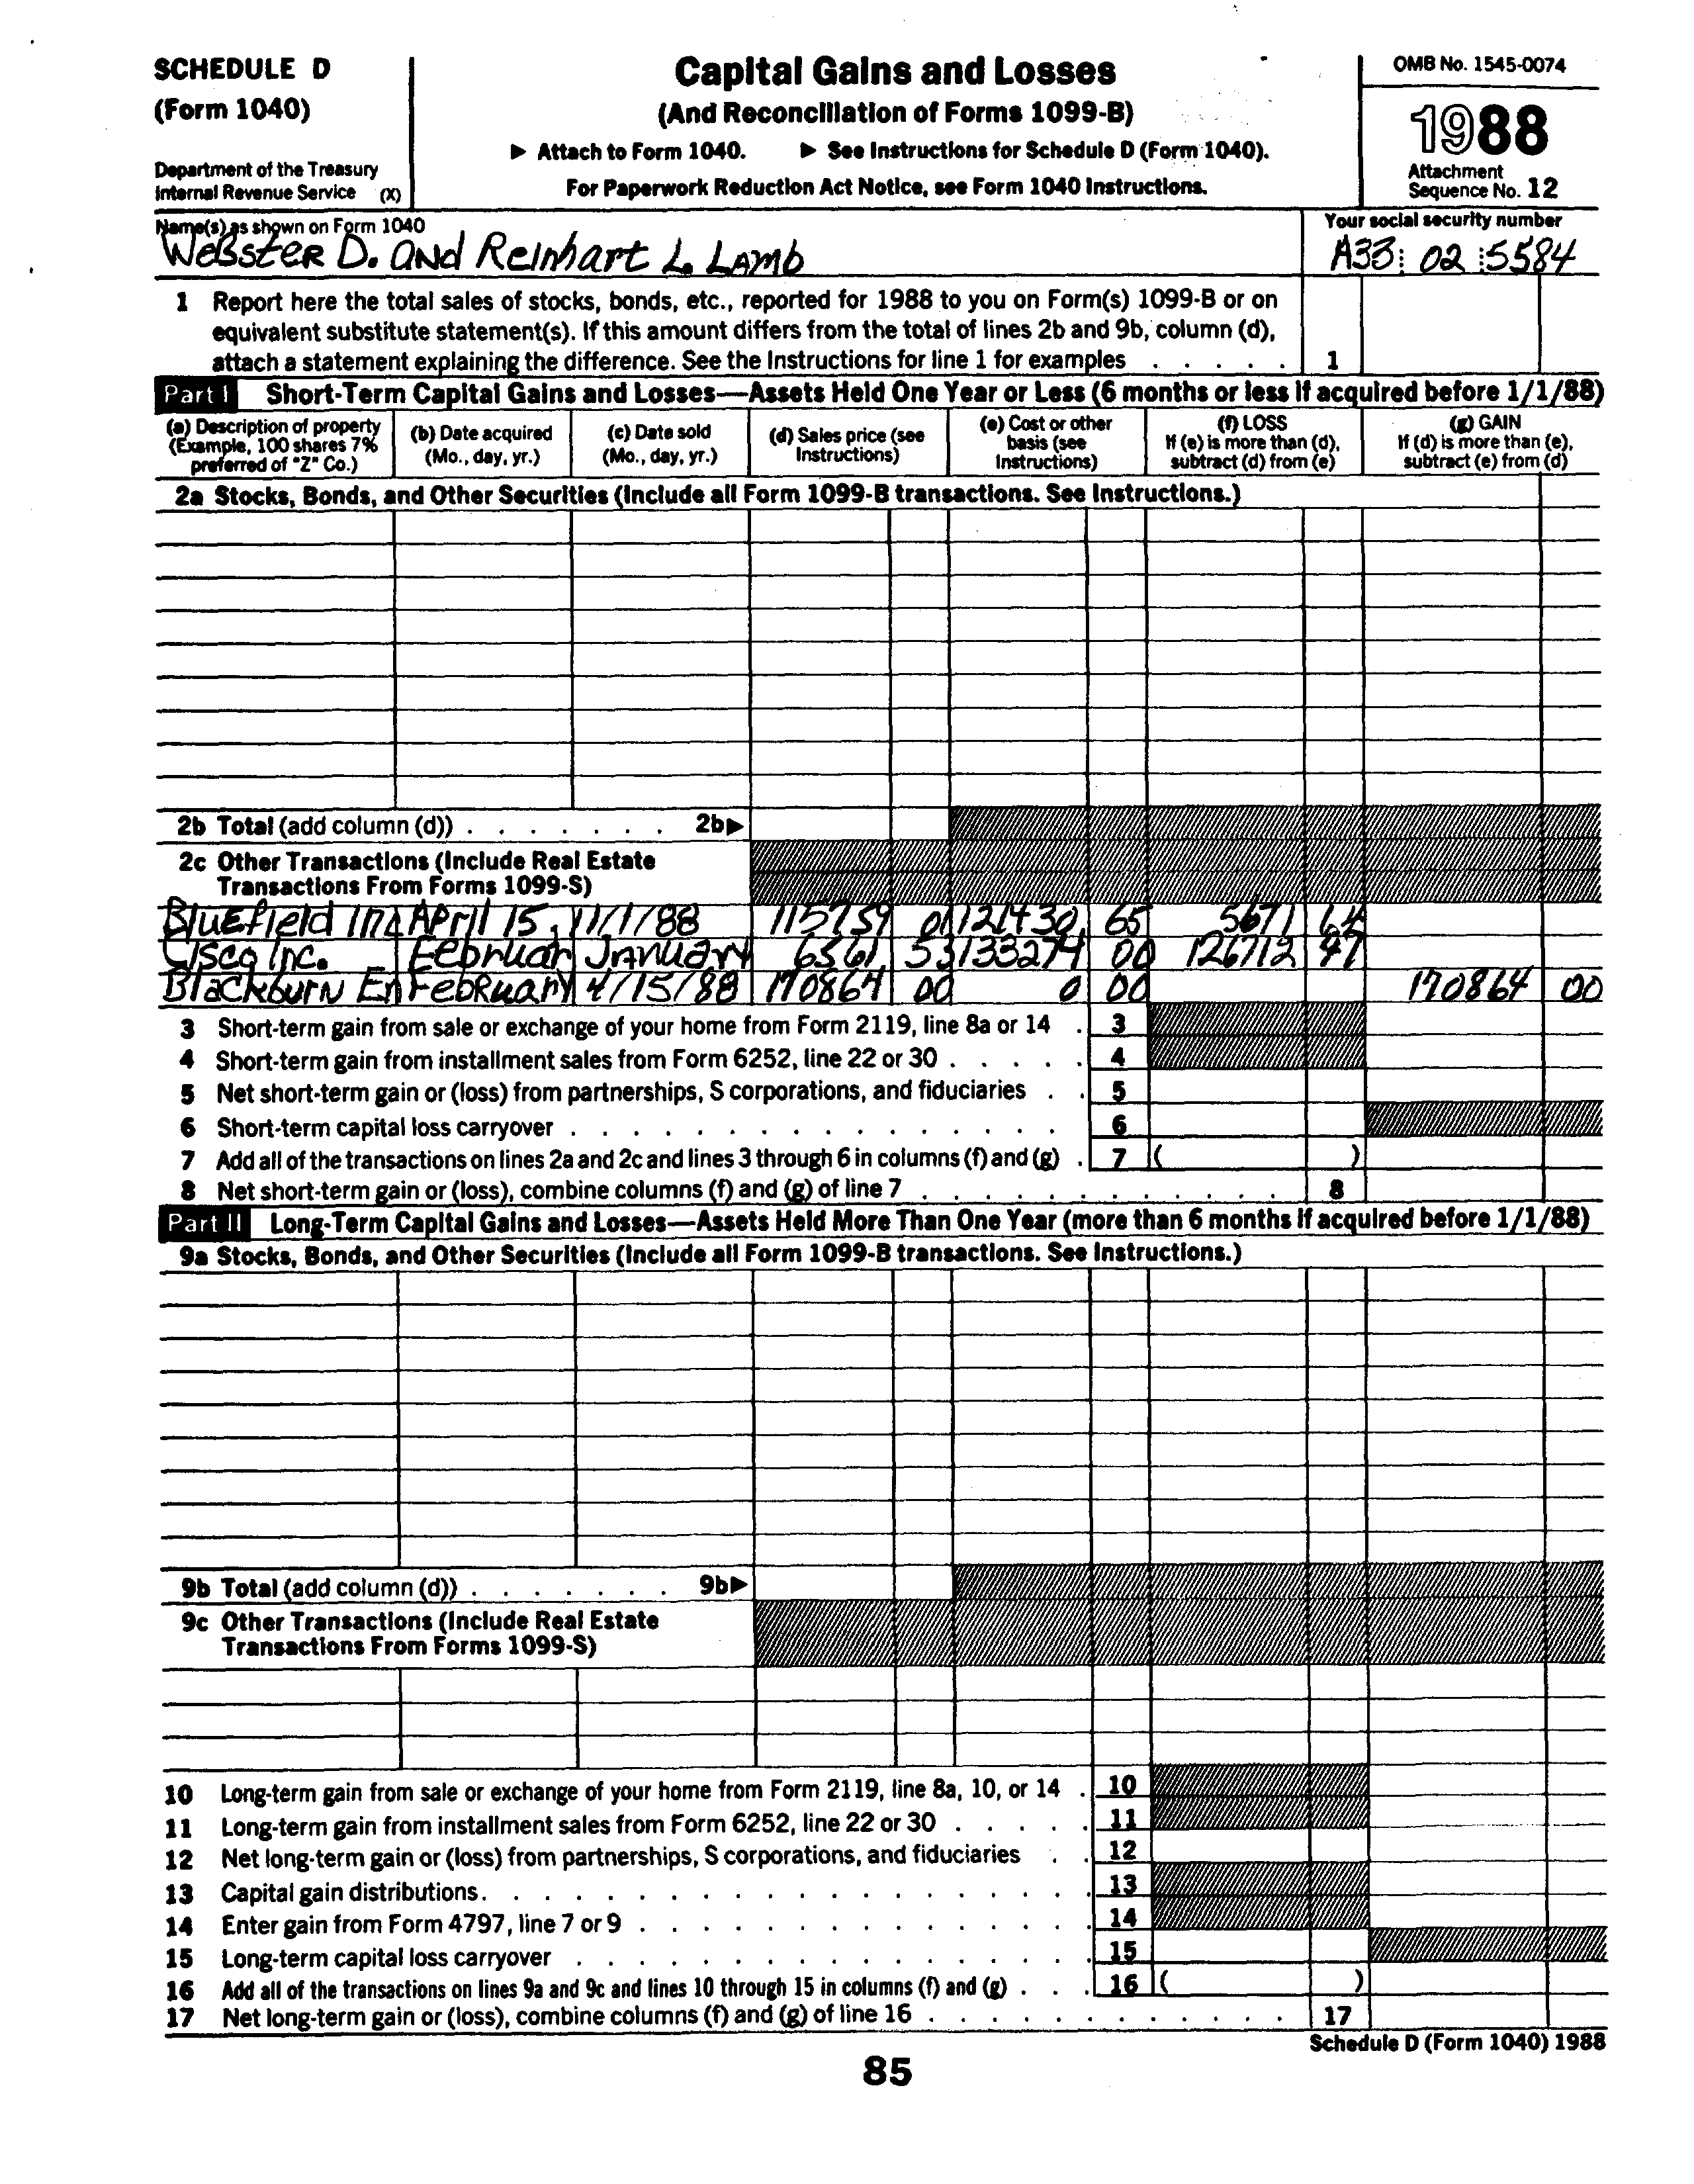 SCHEDULE D
(Form 1040)
Department of the Treasury
Internal Revenue Service (X)
Capital Gains and Losses
(And Reconciliation of Forms 1099-B)
▶ Attach to Form 1040. ▶ See Instructions for Schedule D (Form 1040).
For Paperwork Reduction Act Notice, see Form 1040 Instructions.
OMB No. 1545-0074
1988
Attachment
Sequence No. 12
Name(s) as shown on Form 1040
Webster D. and Reinhart L. Lamb
Your social security number
A33 02 5584
1 Report here the total sales of stocks, bonds, etc., reported for 1988 to you on Form(s) 1099-B or on
equivalent substitute statement(s). If this amount differs from the total of lines 2b and 9b, column (d),
attach a statement explaining the difference. See the Instructions for line 1 for examples . . . . . 1
Part I Short-Term Capital Gains and Losses—Assets Held One Year or Less (6 months or less if acquired before 1/1/88)
(a) Description of property
(Example, 100 shares 7%
preferred of "Z" Co.)
(b) Date acquired
(Mo., day, yr.)
(c) Date sold
(Mo., day, yr.)
(d) Sales price (see
Instructions)
(e) Cost or other
basis (see
Instructions)
(f) LOSS
If (e) is more than (d),
subtract (d) from (e)
(g) GAIN
If (d) is more than (e),
subtract (e) from (d)
2a Stocks, Bonds, and Other Securities (Include all Form 1099-B transactions. See Instructions.)
2b Total (add column (d)) . . . . . . . 2b▶
2c Other Transactions (Include Real Estate
Transactions From Forms 1099-S)
Bluefield Inc April 15, 11/1/88 115759 01 121430 65 5671 64
Cisco Inc. Februar January 6561 53 133274 00 126712 47
Blackburn En February 4/15/88 170864 00 0 00 170864 00
3 Short-term gain from sale or exchange of your home from Form 2119, line 8a or 14 . 3
4 Short-term gain from installment sales from Form 6252, line 22 or 30 . . . . . 4
5 Net short-term gain or (loss) from partnerships, S corporations, and fiduciaries . . 5
6 Short-term capital loss carryover . . . . . . . . . . . . . . . . 6
7 Add all of the transactions on lines 2a and 2c and lines 3 through 6 in columns (f) and (g) . 7 ( )
8 Net short-term gain or (loss), combine columns (f) and (g) of line 7 . . . . . . . . . . . 8
Part II Long-Term Capital Gains and Losses—Assets Held More Than One Year (more than 6 months if acquired before 1/1/88)
9a Stocks, Bonds, and Other Securities (Include all Form 1099-B transactions. See Instructions.)
9b Total (add column (d)) . . . . . . . 9b▶
9c Other Transactions (Include Real Estate
Transactions From Forms 1099-S)
10 Long-term gain from sale or exchange of your home from Form 2119, line 8a, 10, or 14 . 10
11 Long-term gain from installment sales from Form 6252, line 22 or 30 . . . . . 11
12 Net long-term gain or (loss) from partnerships, S corporations, and fiduciaries . . 12
13 Capital gain distributions. . . . . . . . . . . . . . . . . . . 13
14 Enter gain from Form 4797, line 7 or 9 . . . . . . . . . . . . . . 14
15 Long-term capital loss carryover . . . . . . . . . . . . . . . . 15
16 Add all of the transactions on lines 9a and 9c and lines 10 through 15 in columns (f) and (g) . . . 16 ( )
17 Net long-term gain or (loss), combine columns (f) and (g) of line 16 . . . . . . . . . . . 17
Schedule D (Form 1040) 1988
85